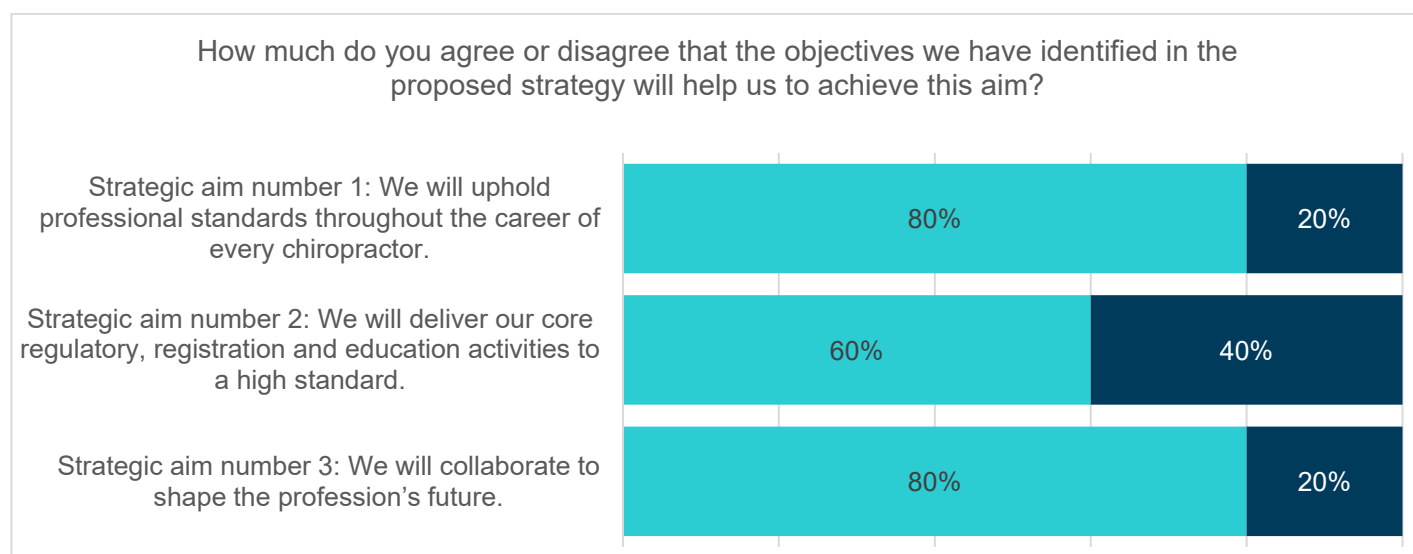 How much do you agree or disagree that the objectives we have identified in the
proposed strategy will help us to achieve this aim?
Strategic aim number 1: We will uphold
professional standards throughout the career of
every chiropractor.
80%
20%
Strategic aim number 2: We will deliver our core
regulatory, registration and education activities to
a high standard.
60%
40%
Strategic aim number 3: We will collaborate to
shape the profession’s future.
80%
20%